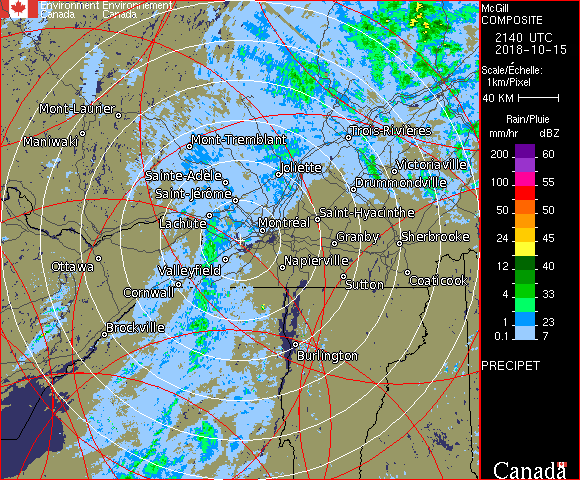 Environment Environnement
Canada Canada
Mont-Laurier
Maniwaki
Mont-Tremblant
Trois-Rivières
Sainte-Adèle
Joliette
Victoriaville
Saint-Jérôme
Drummondville
Lachute
Montréal
Saint-Hyacinthe
Granby
Sherbrooke
Ottawa
Valleyfield
Napierville
Cornwall
Sutton
Coaticook
Brockville
Burlington
McGill
COMPOSITE
2140 UTC
2018-10-15
Scale/Échelle:
1km/Pixel
40 KM
Rain/Pluie
mm/hr dBZ
200 60
100 55
50 50
24 45
12 40
4 33
1 23
0.1 7
PRECIPET
Canada